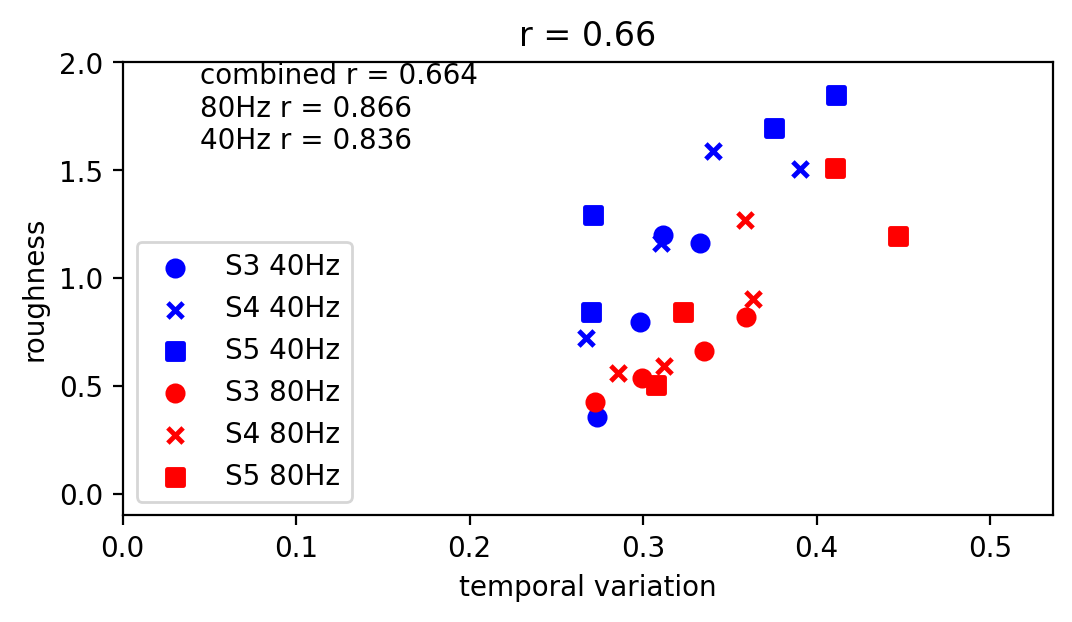 r = 0.66
combined r = 0.664
80Hz r = 0.866
40Hz r = 0.836
2.0
1.5
1.0
0.5
0.0
roughness
S3 40Hz
S4 40Hz
S5 40Hz
S3 80Hz
S4 80Hz
S5 80Hz
0.0 0.1 0.2 0.3 0.4 0.5
temporal variation